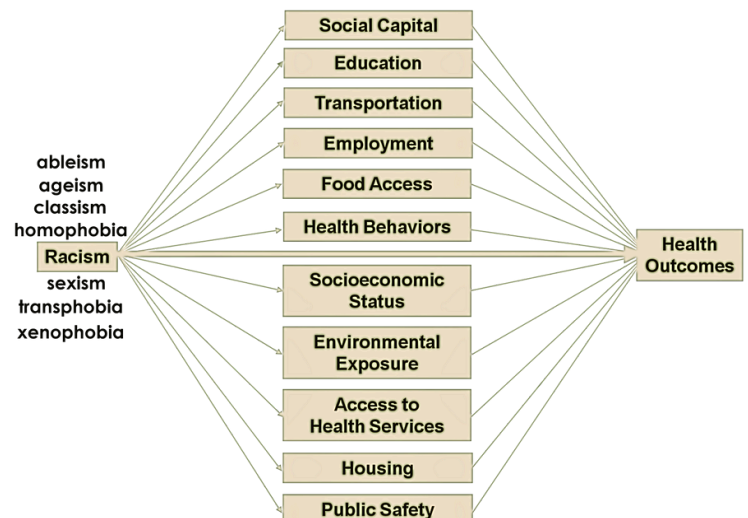 ableism
ageism
classism
homophobia
Racism
sexism
transphobia
xenophobia
Social Capital
Education
Transportation
Employment
Food Access
Health Behaviors
Socioeconomic
Status
Environmental
Exposure
Access to
Health Services
Housing
Public Safety
Health
Outcomes